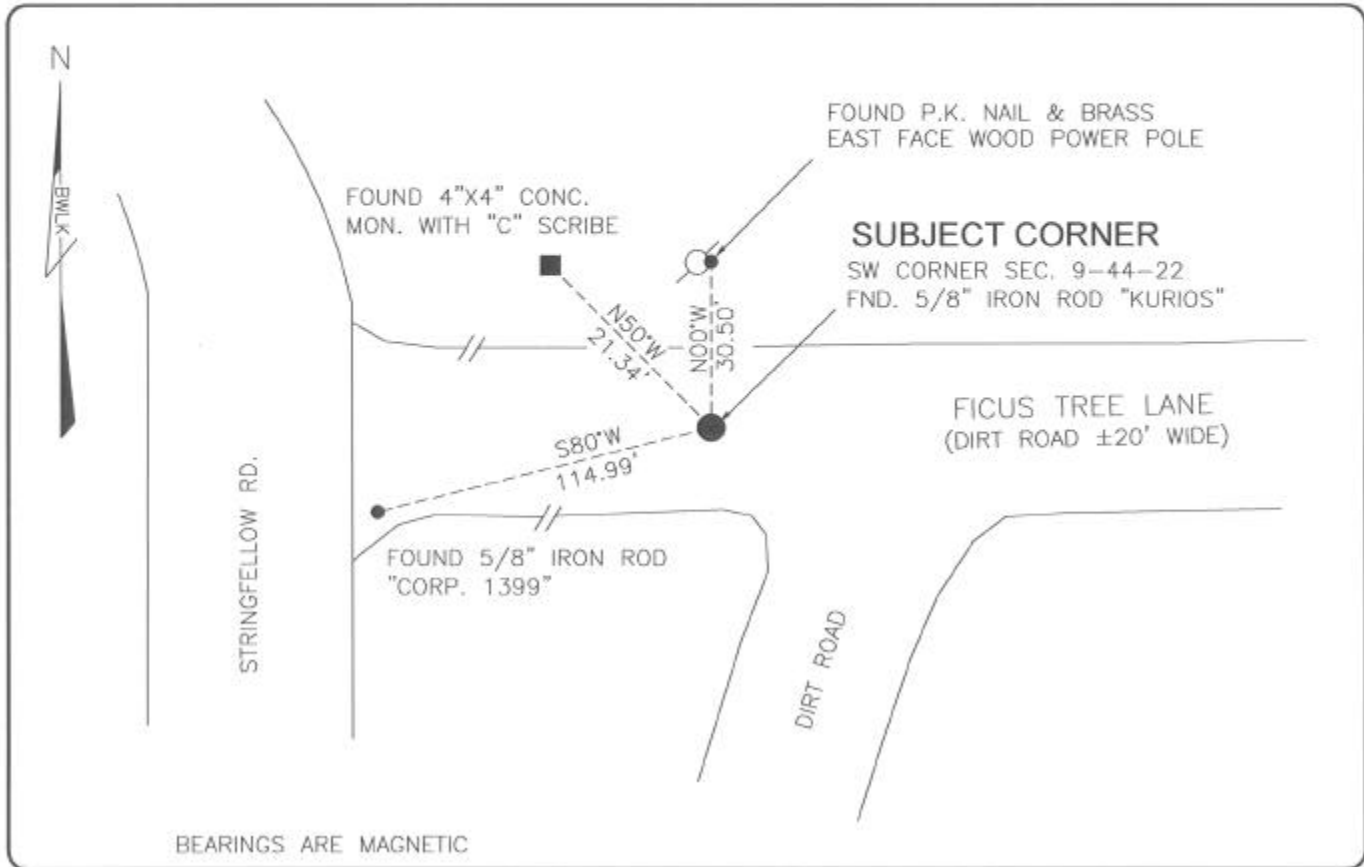 N
BWLK
FOUND P.K. NAIL & BRASS
EAST FACE WOOD POWER POLE
FOUND 4"X4" CONC.
MON. WITH "C" SCRIBE
SUBJECT CORNER
SW CORNER SEC. 9-44-22
FND. 5/8" IRON ROD "KURIOS"
N50°W
21.34'
N00°W
30.50'
FICUS TREE LANE
(DIRT ROAD ±20' WIDE)
S80°W
114.99'
STRINGFELLOW RD.
FOUND 5/8" IRON ROD
"CORP. 1399"
DIRT ROAD
BEARINGS ARE MAGNETIC